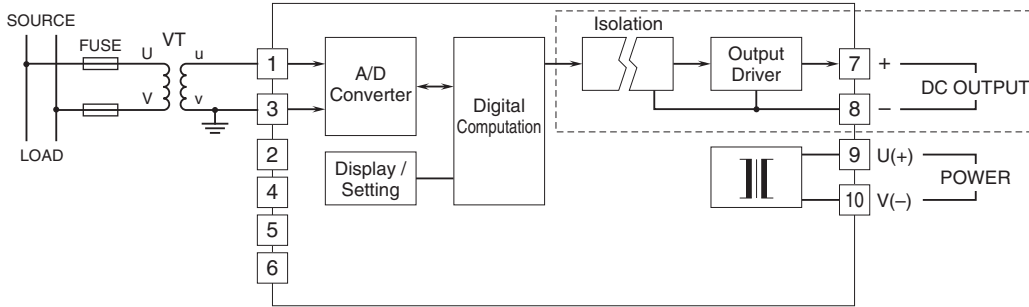 SOURCE
FUSE
VT
U
u
V
v
LOAD
1
3
2
4
5
6
A/D
Converter
Display /
Setting
Digital
Computation
Isolation
Output
Driver
7
+
8
–
DC OUTPUT
9
U(+)
10
V(–)
POWER